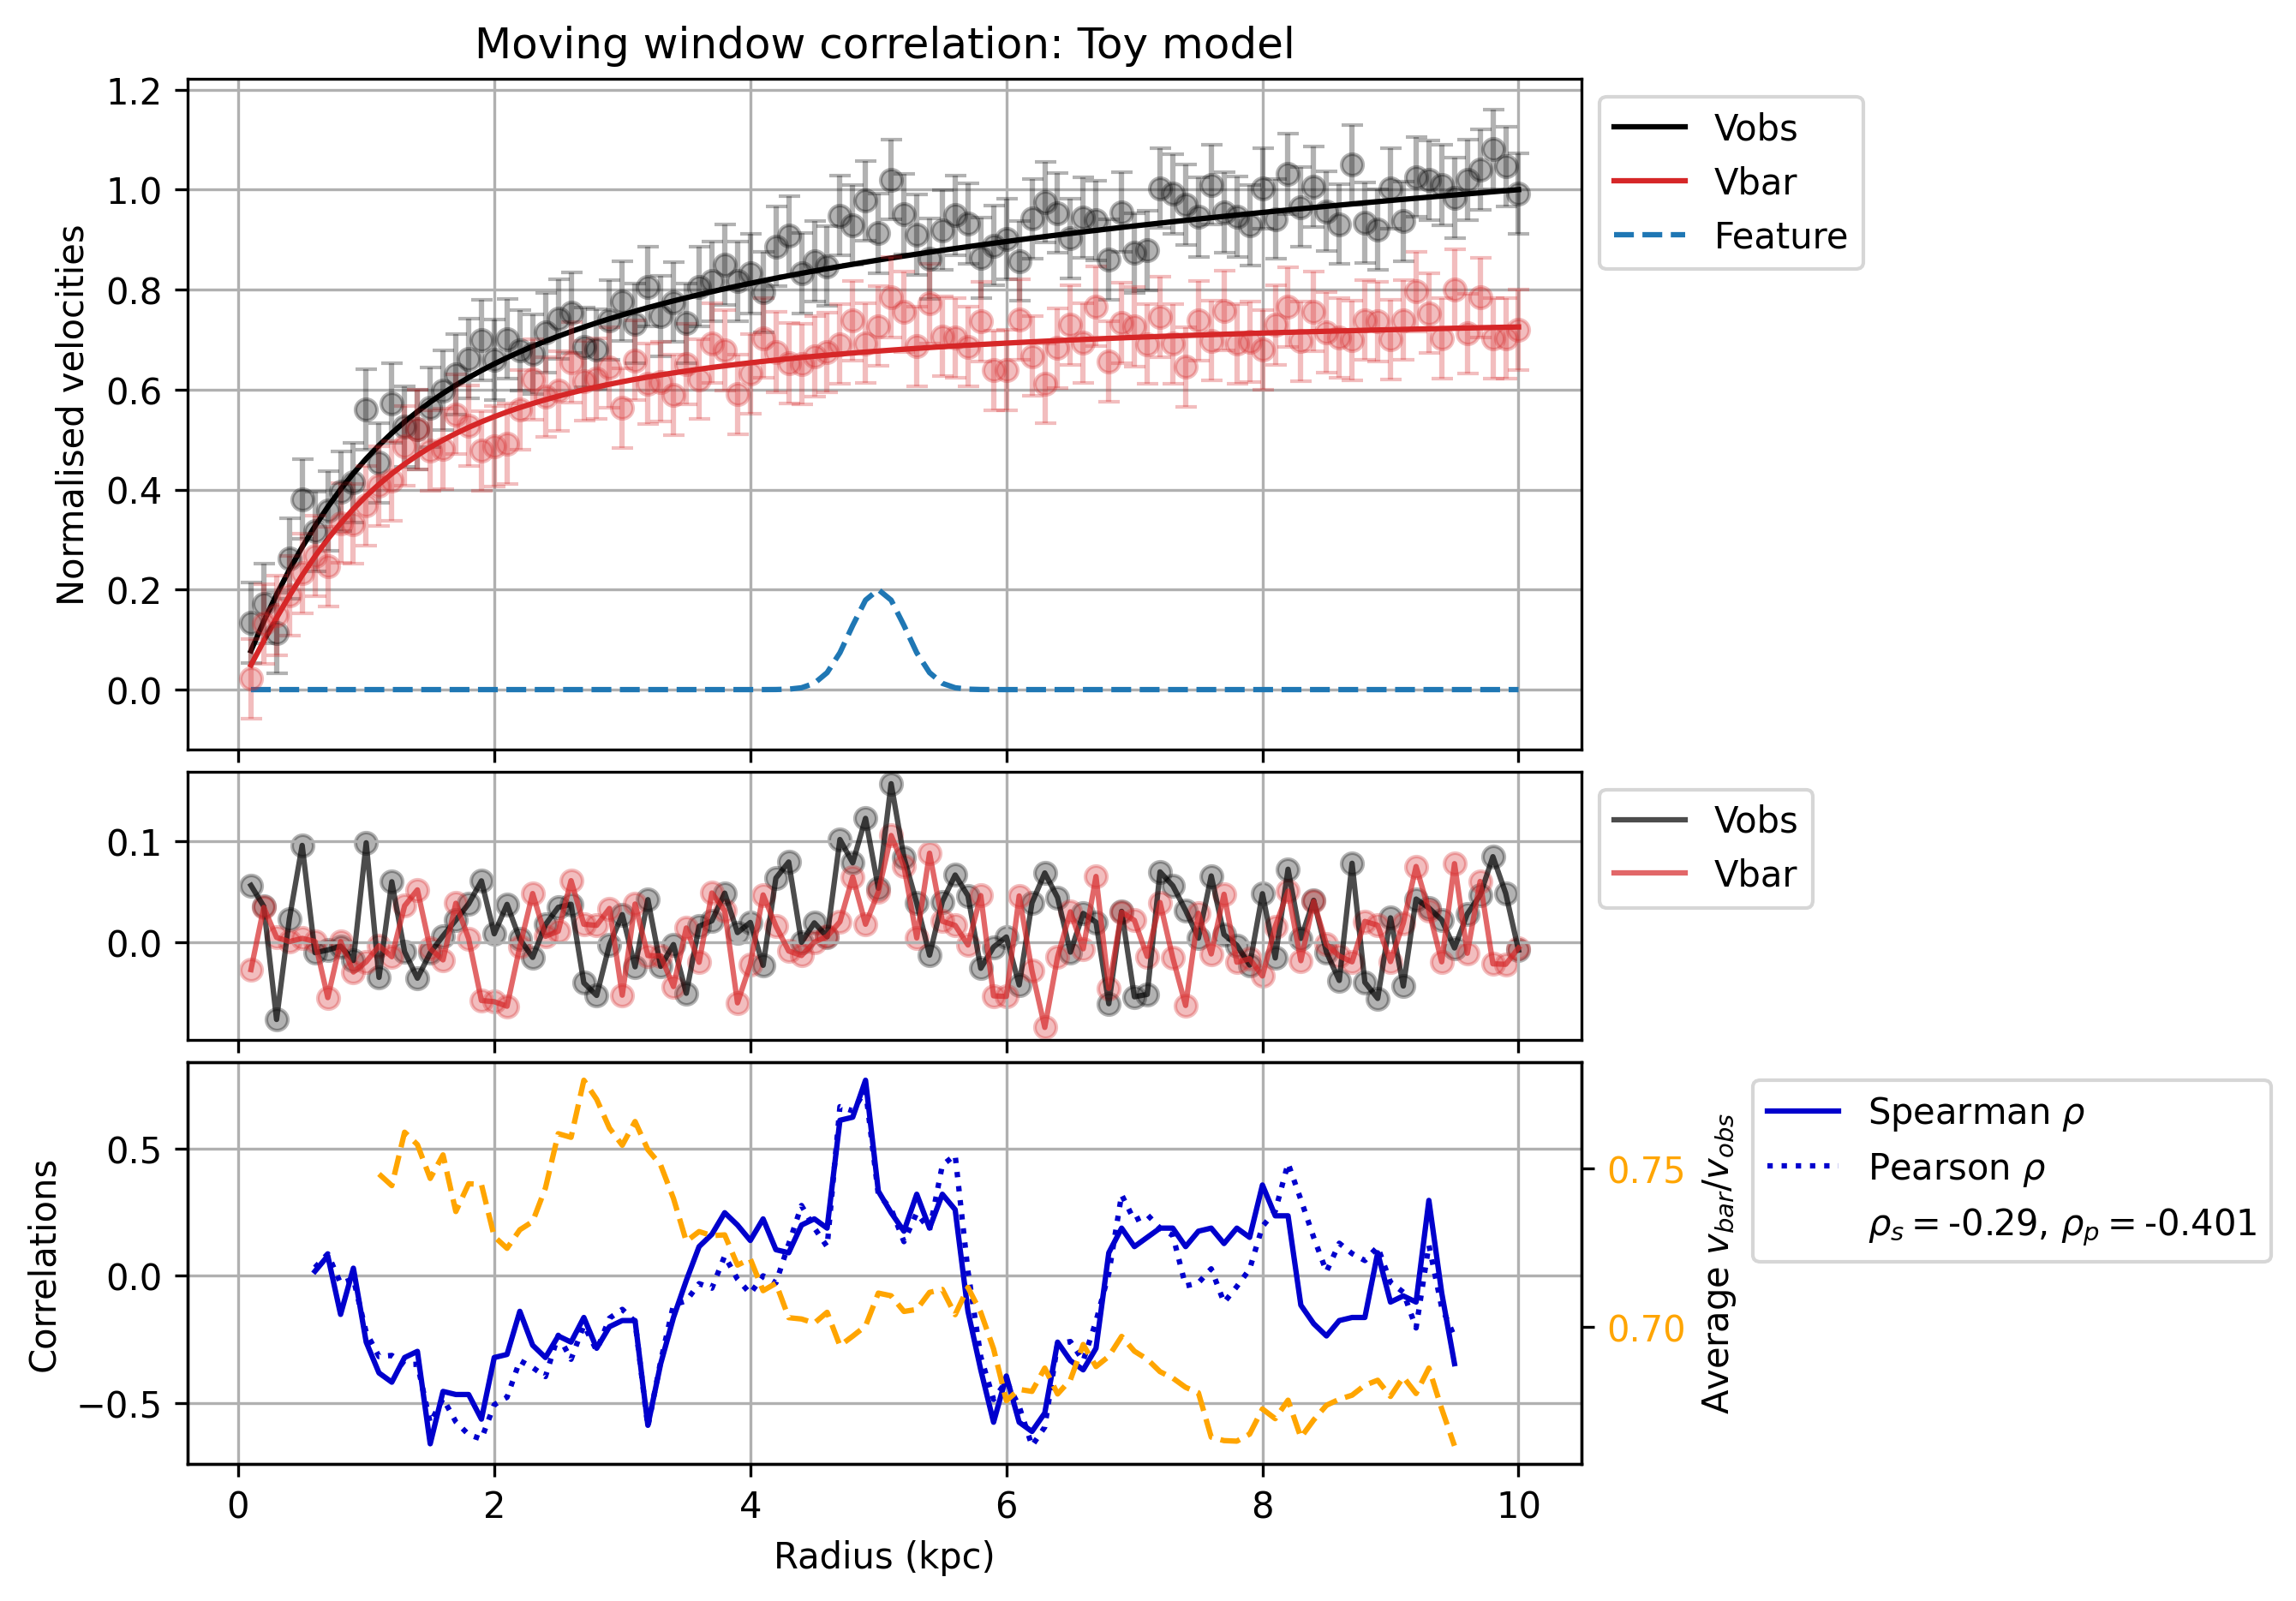 Moving window correlation: Toy model
Normalised velocities
1.2
1.0
0.8
0.6
0.4
0.2
0.0
Vobs
Vbar
Feature
0.1
0.0
Vobs
Vbar
Correlations
0.5
0.0
−0.5
0.75
0.70
Average v_bar/v_obs
Spearman ρ
Pearson ρ
ρ_s = -0.29, ρ_p = -0.401
0 2 4 6 8 10
Radius (kpc)